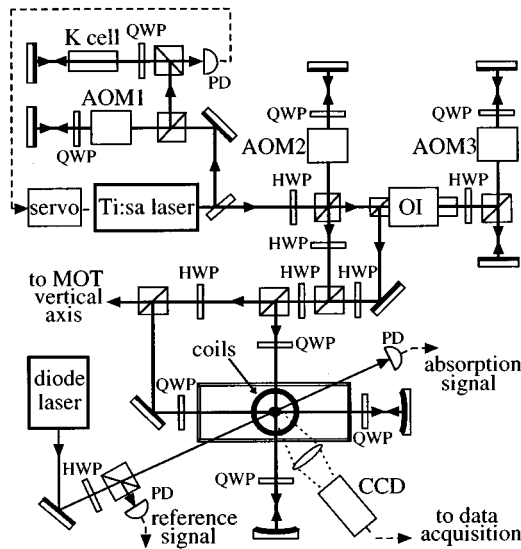 K cell
QWP
PD
AOM1
QWP
QWP
AOM2
QWP
AOM3
servo
Ti:sa laser
HWP
HWP
OI
HWP
to MOT
vertical
axis
HWP
HWP
HWP
QWP
coils
PD
absorption
signal
diode
laser
QWP
QWP
HWP
PD
reference
signal
QWP
CCD
to data
acquisition